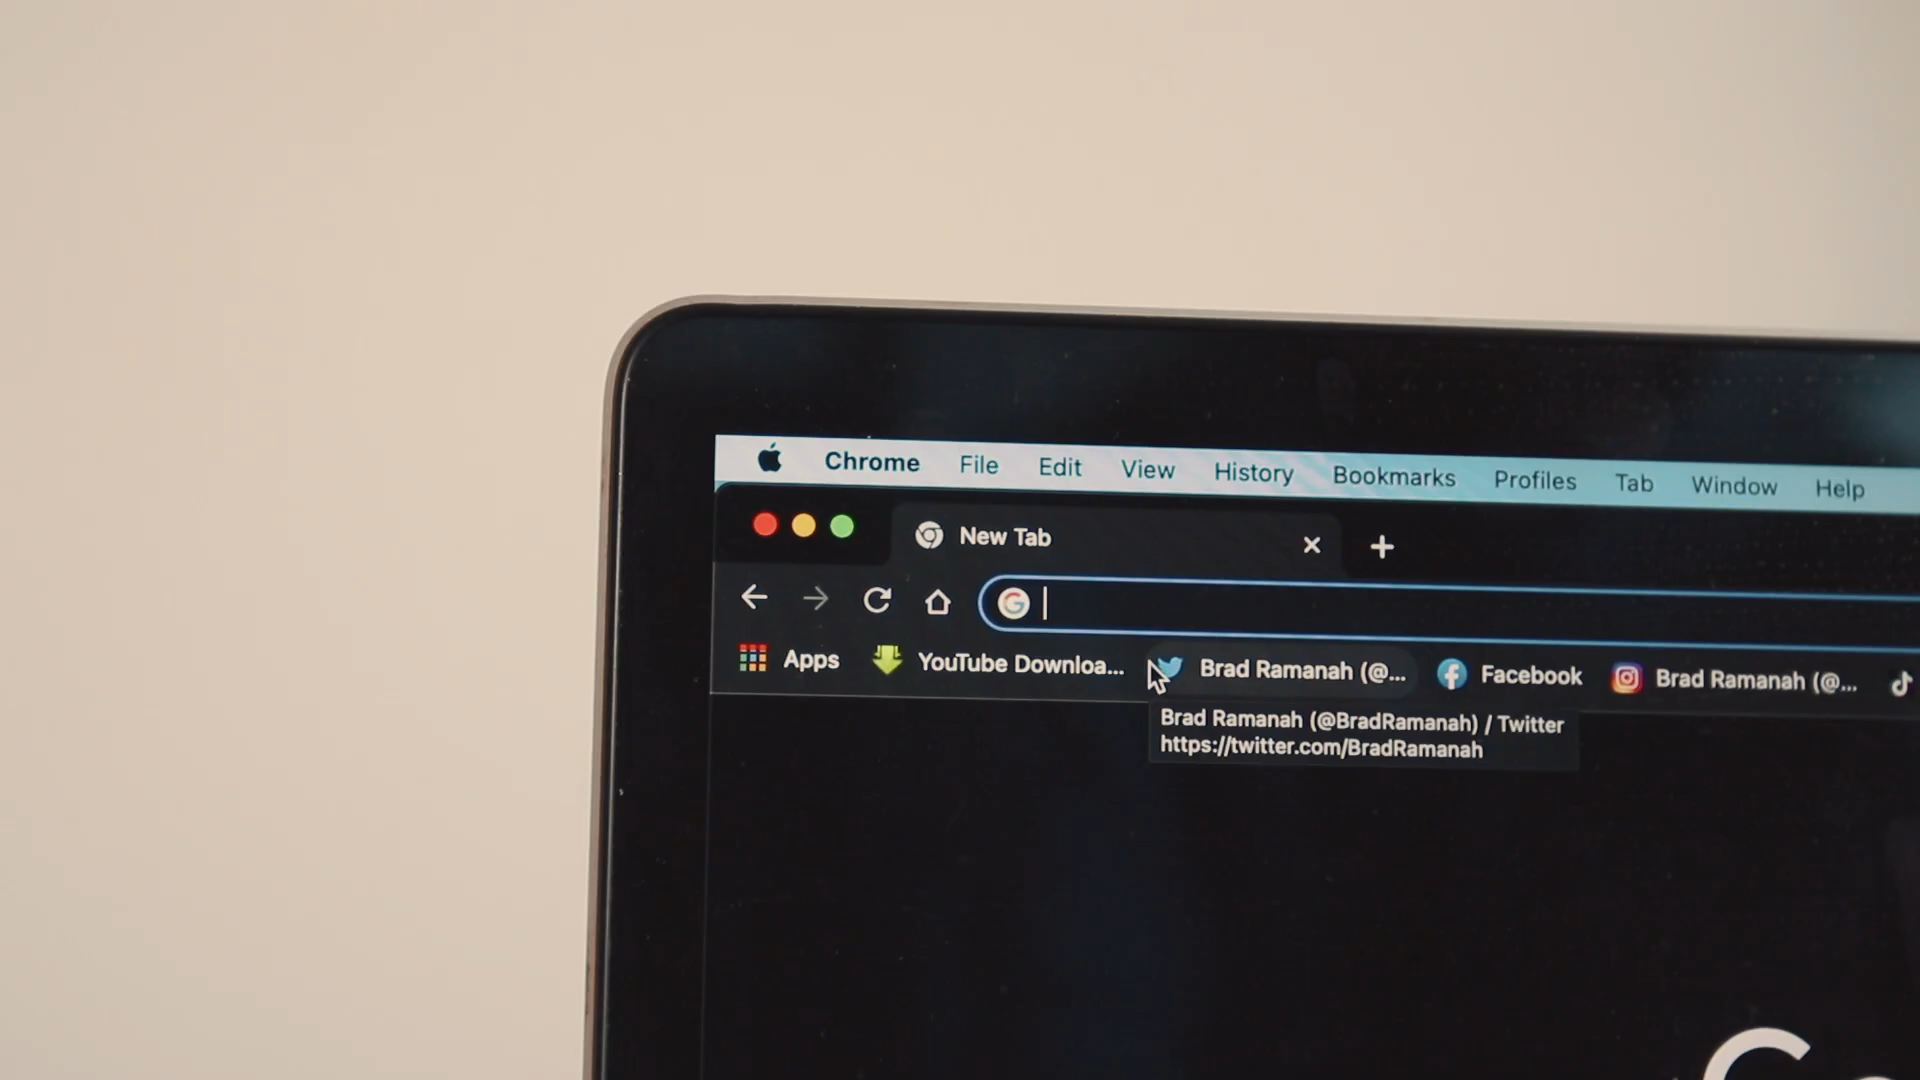 Chrome File Edit View History Bookmarks Profiles Tab Window Help
New Tab
Apps YouTube Downloa... Brad Ramanah (@... Facebook Brad Ramanah (@...
Brad Ramanah (@BradRamanah) / Twitter
https://twitter.com/BradRamanah